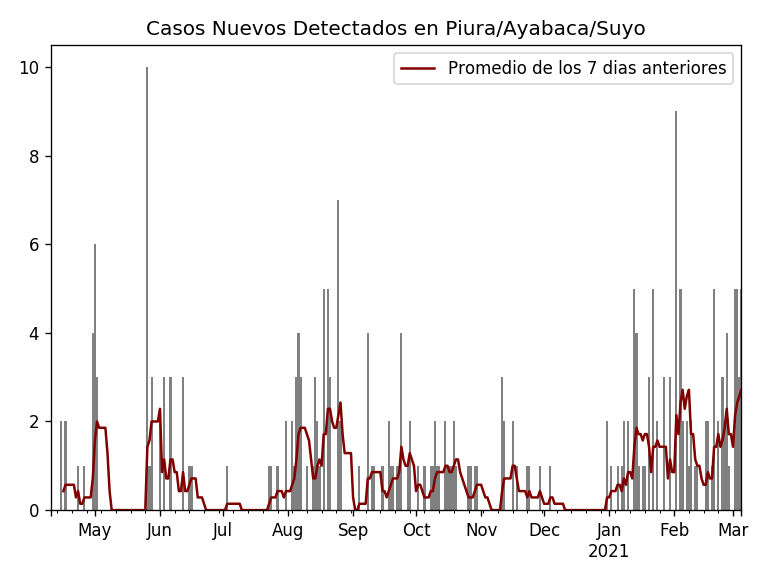 Casos Nuevos Detectados en Piura/Ayabaca/Suyo
Promedio de los 7 dias anteriores
10
8
6
4
2
0
May Jun Jul Aug Sep Oct Nov Dec Jan Feb Mar
2021